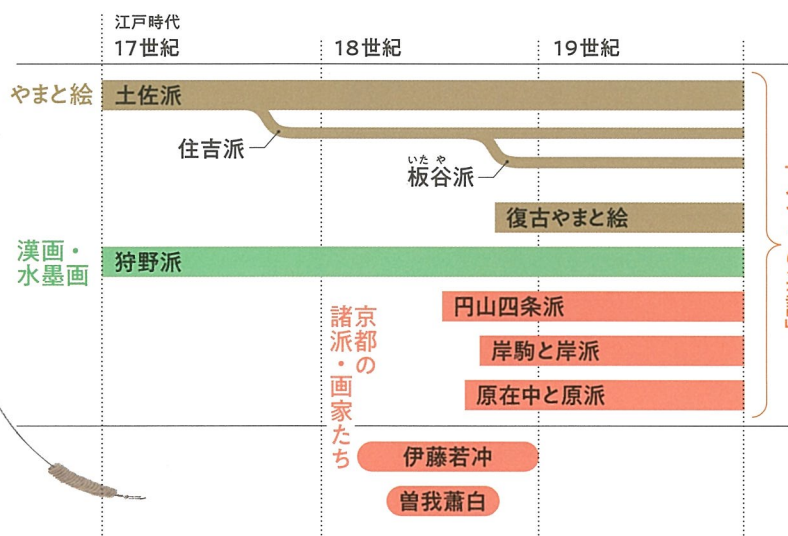 江戸時代
17世紀
18世紀
19世紀
やまと絵
土佐派
住吉派
いたや
板谷派
復古やまと絵
漢画・
水墨画
狩野派
円山四条派
岸駒と岸派
原在中と原派
京都の
諸派・画家たち
伊藤若冲
曽我蕭白